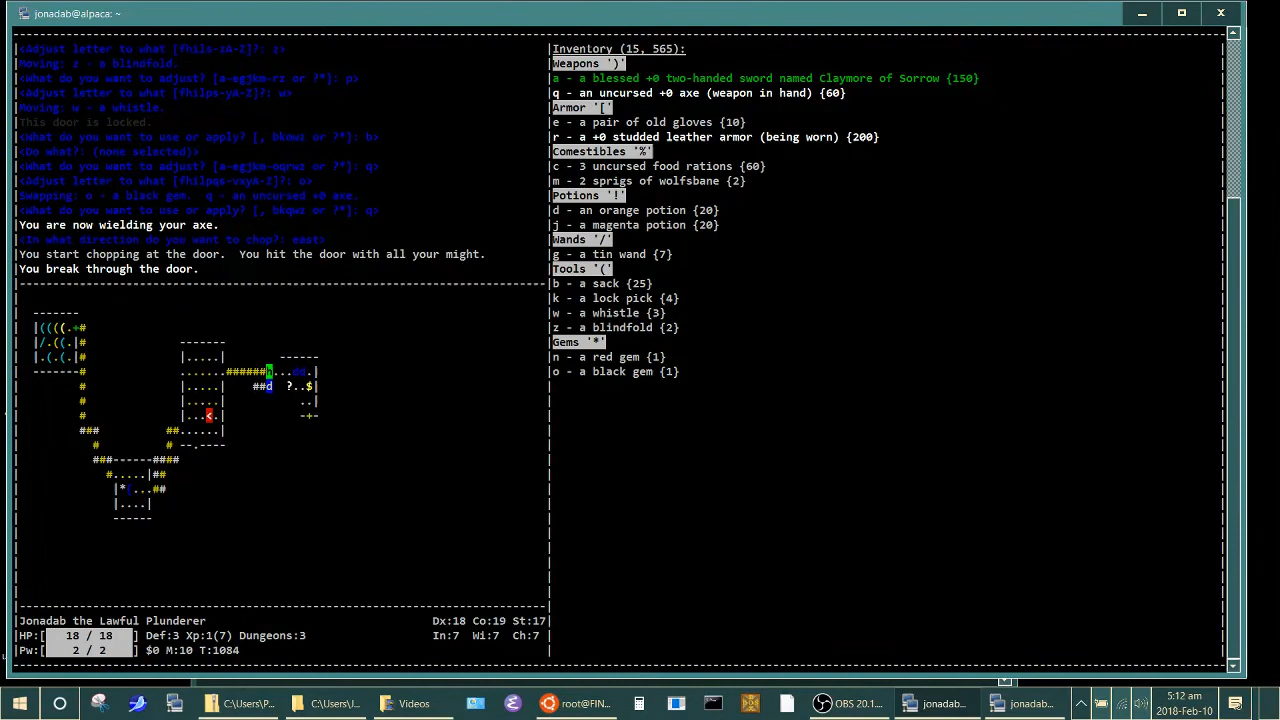 jonadab@alpaca: ~
<Adjust letter to what [fhils-zA-Z]?: z>
Moving: z - a blindfold.
<What do you want to adjust? [a-egjkm-rz or ?*]: p>
<Adjust letter to what [fhilps-yA-Z]?: w>
Moving: w - a whistle.
This door is locked.
<What do you want to use or apply? [, bknwz or ?*]: b>
<Do what?: (none selected)>
<What do you want to adjust? [a-egjkm-oqrwz or ?*]: q>
<Adjust letter to what [fhilpqs-vxyA-Z]?: o>
Swapping: o - a black gem.  q - an uncursed +0 axe.
<What do you want to use or apply? [, bkqwz or ?*]: q>
You are now wielding your axe.
<In what direction do you want to chop?: east>
You start chopping at the door.  You hit the door with all your might.
You break through the door.
-------
|((((.+#
|/.((.|#
|.(.(.|#
-------#
#
#
#
###
#
###------####
#.....|##
|*(...##
|....|
------
-------
|.....|
.......######h...dd.|
|.....| ##d ?..$|
|.....| ..|
|...<.| -+-
##......|
# --.----
------
Jonadab the Lawful Plunderer Dx:18 Co:19 St:17
HP:[ 18 / 18 ] Def:3 Xp:1(7) Dungeons:3 In:7 Wi:7 Ch:7
Pw:[ 2 / 2 ] $0 M:10 T:1084
Inventory (15, 565):
Weapons ')'
a - a blessed +0 two-handed sword named Claymore of Sorrow {150}
q - an uncursed +0 axe (weapon in hand) {60}
Armor '['
e - a pair of old gloves {10}
r - a +0 studded leather armor (being worn) {200}
Comestibles '%'
c - 3 uncursed food rations {60}
m - 2 sprigs of wolfsbane {2}
Potions '!'
d - an orange potion {20}
j - a magenta potion {20}
Wands '/'
g - a tin wand {7}
Tools '('
b - a sack {25}
k - a lock pick {4}
w - a whistle {3}
z - a blindfold {2}
Gems '*'
n - a red gem {1}
o - a black gem {1}
C:\Users\P...
C:\Users\J...
Videos
root@FIN...
OBS 20.1...
jonadab...
jonadab...
5:12 am
2018-Feb-10